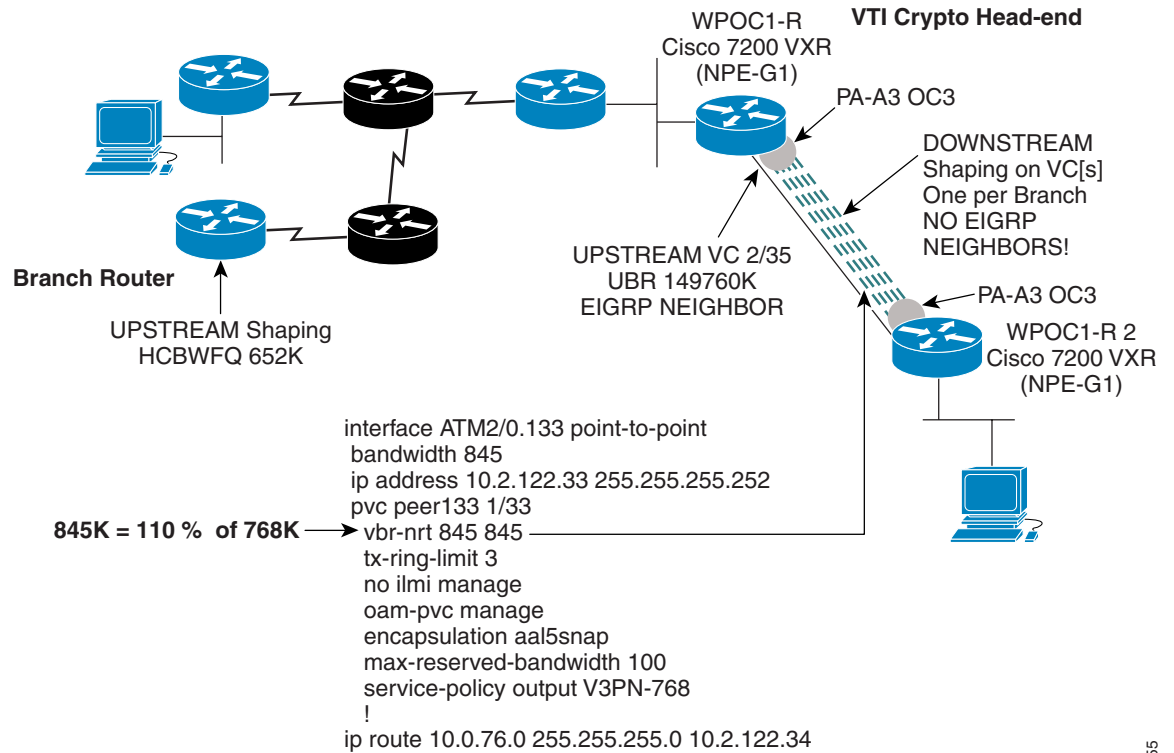 WPOC1-R
Cisco 7200 VXR
(NPE-G1)
VTI Crypto Head-end
PA-A3 OC3
DOWNSTREAM
Shaping on VC[s]
One per Branch
NO EIGRP
NEIGHBORS!
UPSTREAM VC 2/35
UBR 149760K
EIGRP NEIGHBOR
Branch Router
UPSTREAM Shaping
HCBWFQ 652K
PA-A3 OC3
WPOC1-R 2
Cisco 7200 VXR
(NPE-G1)
interface ATM2/0.133 point-to-point
bandwidth 845
ip address 10.2.122.33 255.255.255.252
pvc peer133 1/33
845K = 110 % of 768K
vbr-nrt 845 845
tx-ring-limit 3
no ilmi manage
oam-pvc manage
encapsulation aal5snap
max-reserved-bandwidth 100
service-policy output V3PN-768
!
ip route 10.0.76.0 255.255.255.0 10.2.122.34